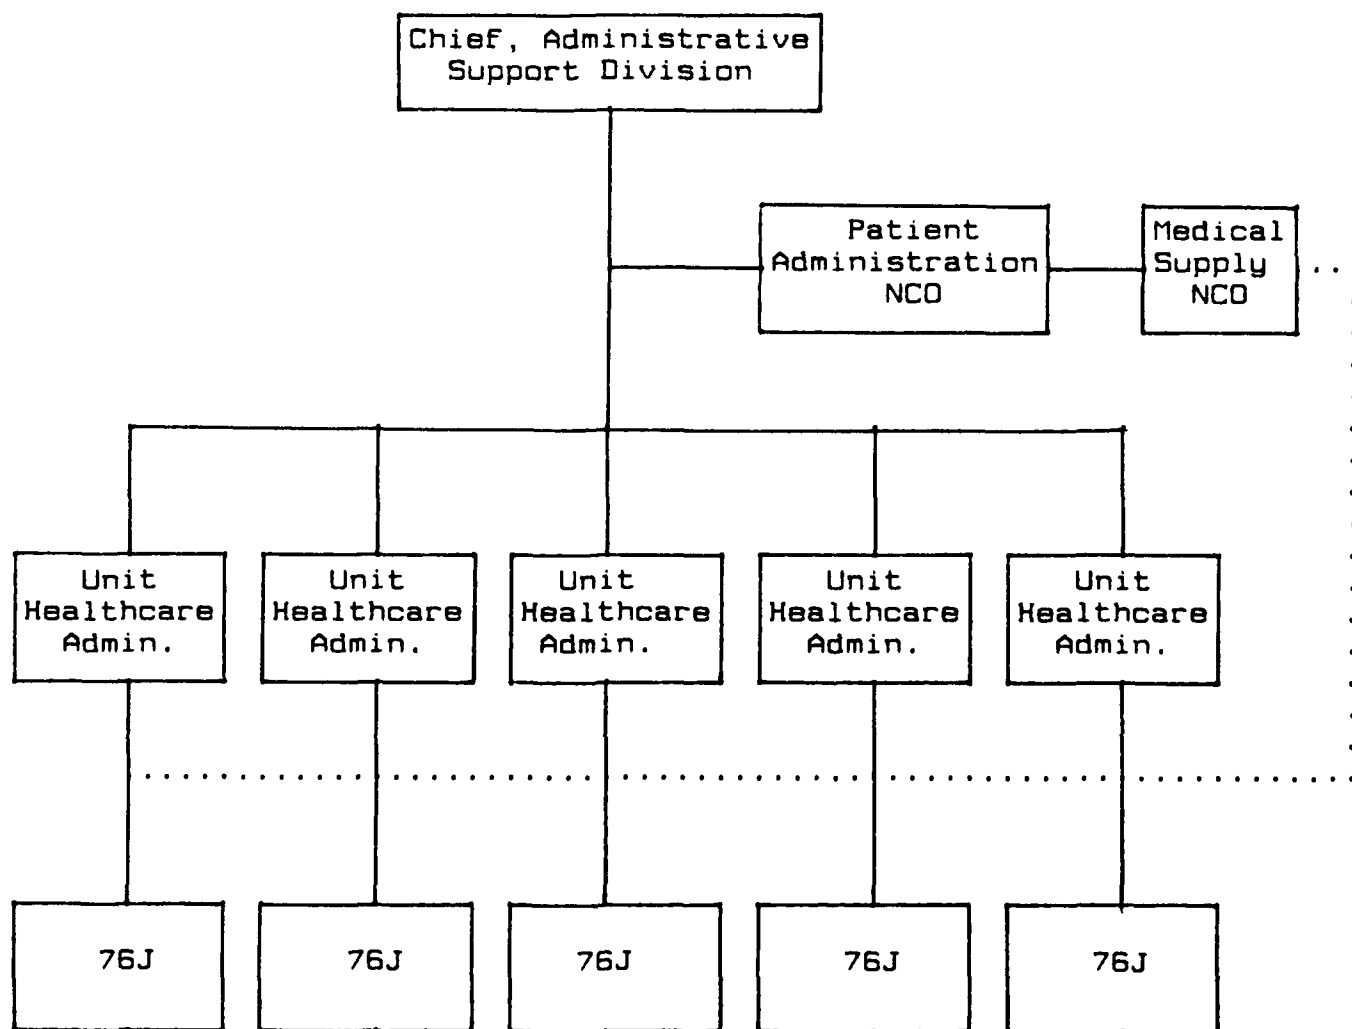 Chief, Administrative
Support Division
Patient
Administration
NCO
Medical
Supply
NCO
Unit
Healthcare
Admin.
Unit
Healthcare
Admin.
Unit
Healthcare
Admin.
Unit
Healthcare
Admin.
Unit
Healthcare
Admin.
76J
76J
76J
76J
76J